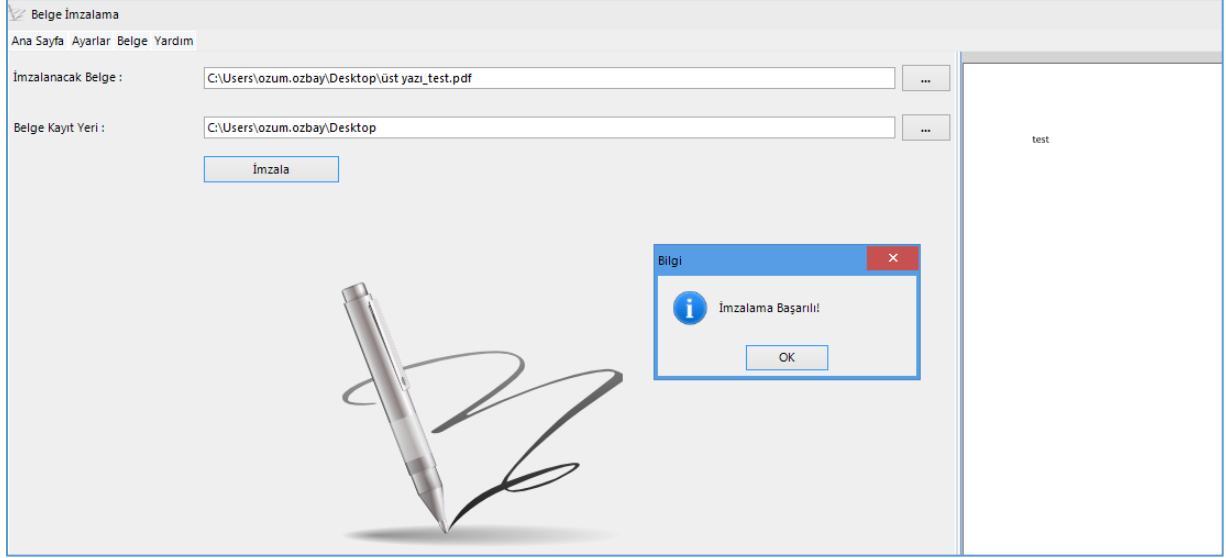 Belge İmzalama
Ana Sayfa Ayarlar Belge Yardım
İmzalanacak Belge :
C:\Users\ozum.ozbay\Desktop\üst yazı_test.pdf
...
Belge Kayıt Yeri :
C:\Users\ozum.ozbay\Desktop
...
İmzala
test
Bilgi
İmzalama Başarılı!
OK